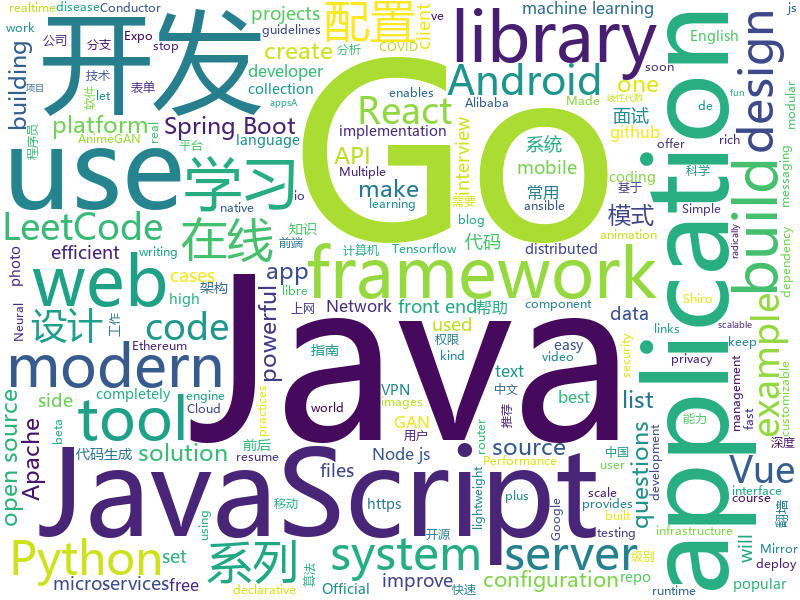 realtime disease Conductor
work
公司 分支 Expo
技术 表单 stop
项目 let
软件 real
程序员 AnimeGAN 平台
building
开发
projects
guidelines
create
developer
collection
分析
COVID
配置
client
ve
enables
machine learning
js
English
soon
Alibaba
Made
de
fun
线性代数
appsA
modular
library
Android
one
面试
github
offer
rich
application
design
messaging
platform
Spring Boot
language
React
implementation
API
Multiple
learning
interview
系统
mobile
常用
coding
基于
io
ansible
Go
use
学习
make
native
LeetCode
在线
知识
blog
代码
distributed
模式
科学
Simple
animation
radically
build
dependency
efficient
writing
前端
计算机
Tensorflow
web
cases
app
framework
photo
high
架构
libre
上网
Network
front end
帮助
component
data
Shiro
links
scalable
example
设计
工作
code
powerful
指南
used
权限
kind
easy
video
security
privacy
keep
management
fast
customizable
Neural
Ethereum
modern
side
completely
engine
Cloud
practices
world
VPN
images
GAN
用户
text
中文
best
推荐
list
能力
中国
user
development
interface
course
深度
tool
Java
open source
Apache
beta
代码生成
solution
前后
resume
files
Node js
router
source
Performance
questions
Vue
will
JavaScript
https
lightweight
plus
scale
provides
built
Google
testing
infrastructure
Mirror
deploy
Python
set
系列
using
移动
算法
system
开源
server
级别
microservices
free
declarative
Official
improve
快速
configuration
repo
runtime
popular